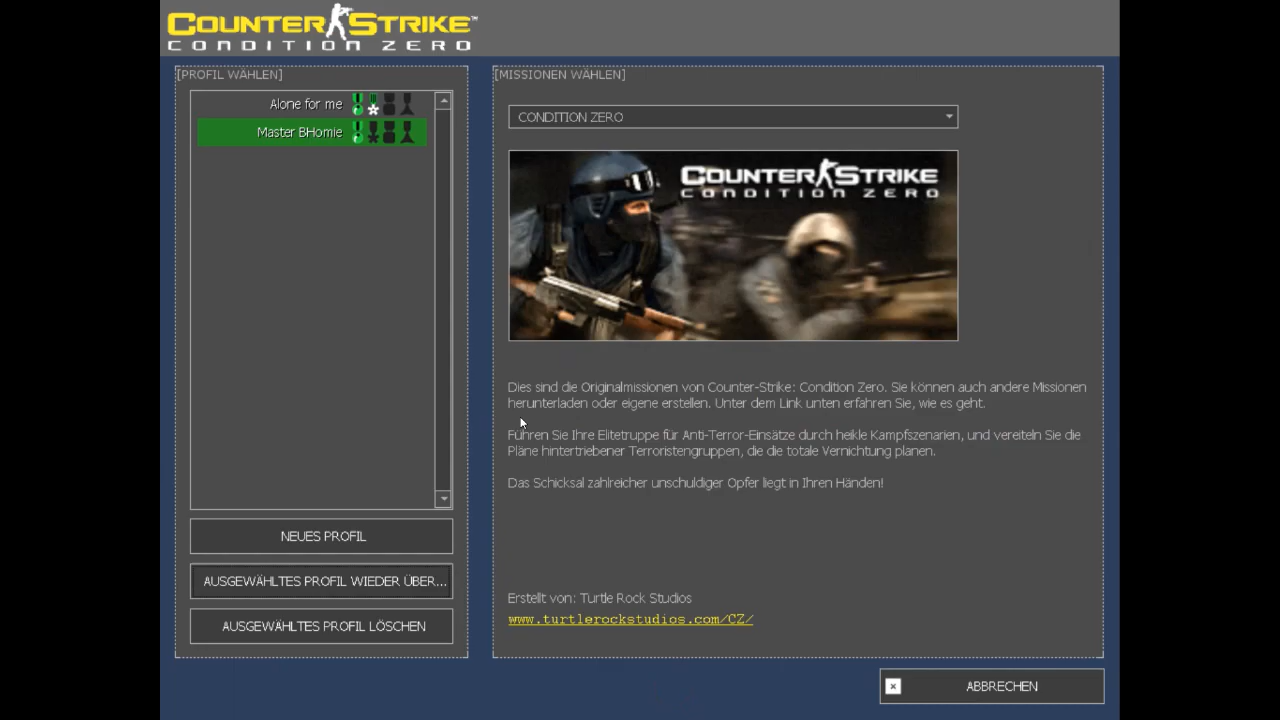 COUNTER STRIKE™
CONDITION ZERO
[PROFIL WÄHLEN]
Alone for me
Master BHomie
NEUES PROFIL
AUSGEWÄHLTES PROFIL WIEDER ÜBER...
AUSGEWÄHLTES PROFIL LÖSCHEN
[MISSIONEN WÄHLEN]
CONDITION ZERO
COUNTER STRIKE
CONDITION ZERO
Dies sind die Originalmissionen von Counter-Strike: Condition Zero. Sie können auch andere Missionen
herunterladen oder eigene erstellen. Unter dem Link unten erfahren Sie, wie es geht.
Führen Sie Ihre Elitetruppe für Anti-Terror-Einsätze durch heikle Kampfszenarien, und vereiteln Sie die
Pläne hintertriebener Terroristengruppen, die die totale Vernichtung planen.
Das Schicksal zahlreicher unschuldiger Opfer liegt in Ihren Händen!
Erstellt von: Turtle Rock Studios
www.turtlerockstudios.com/CZ/
ABBRECHEN